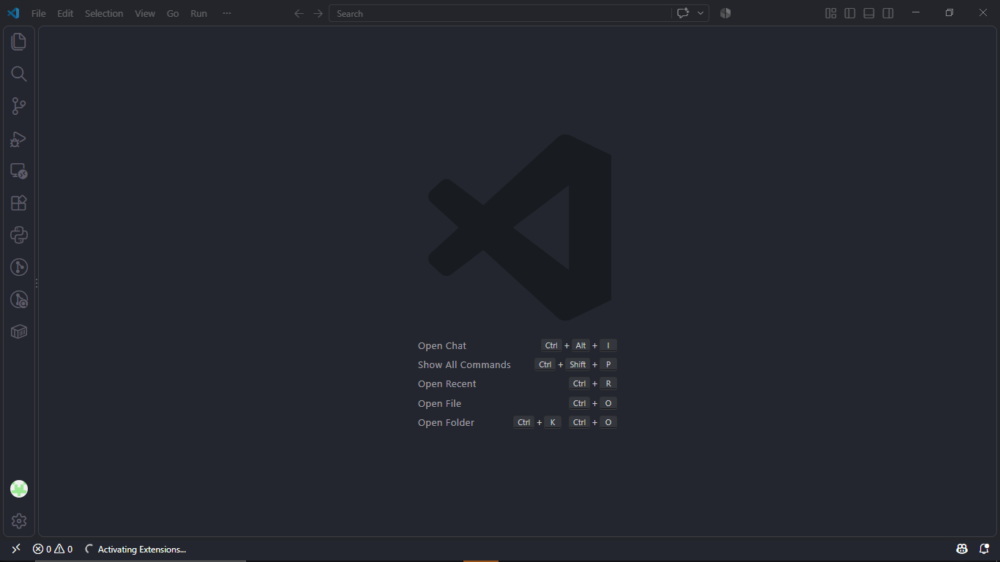 File Edit Selection View Go Run ···
Search
Open Chat Ctrl + Alt + I
Show All Commands Ctrl + Shift + P
Open Recent Ctrl + R
Open File Ctrl + O
Open Folder Ctrl + K Ctrl + O
0 0 Activating Extensions...